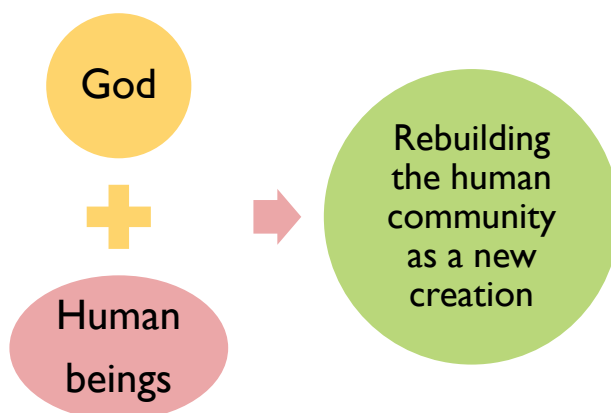 God
Human
beings
Rebuilding
the human
community
as a new
creation